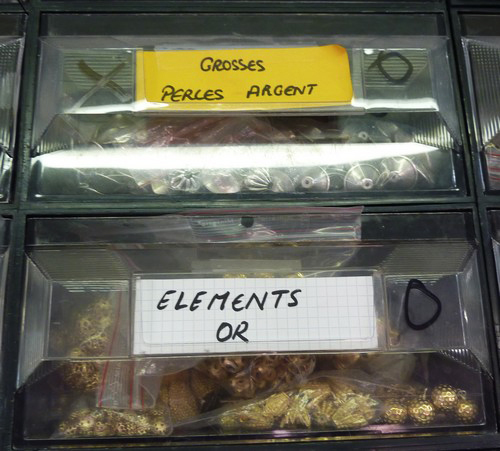 GROSSES
PERLES ARGENT
ELEMENTS
OR